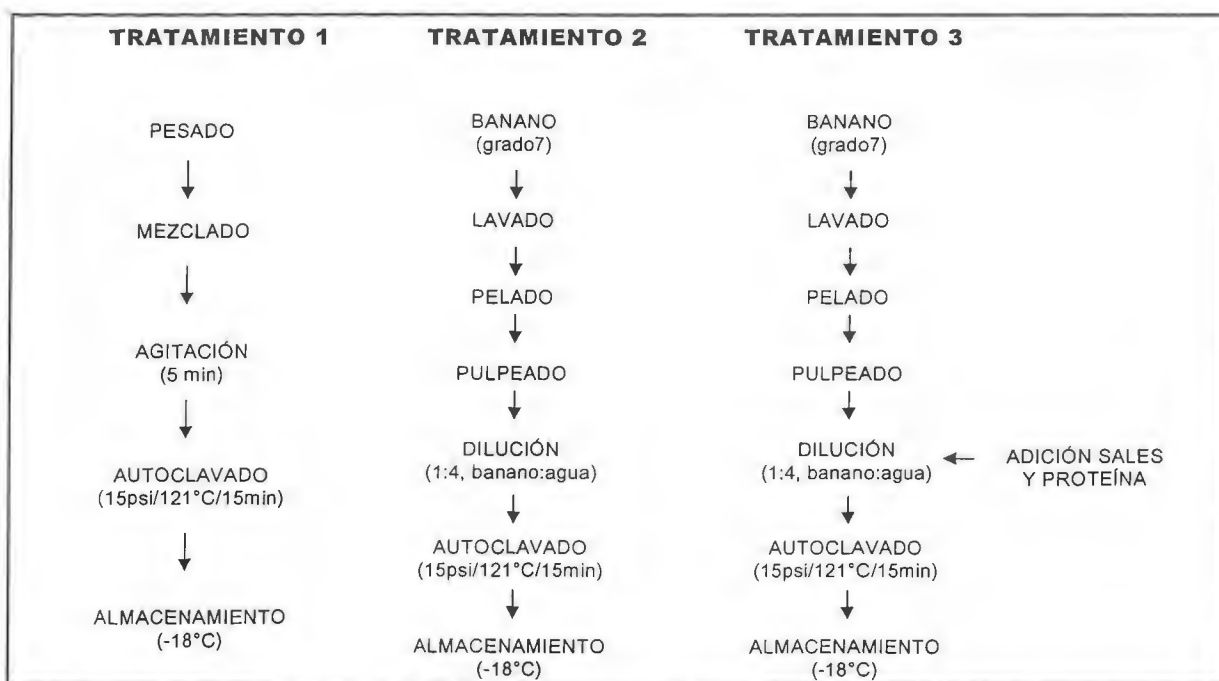 TRATAMIENTO 1
PESADO
MEZCLADO
AGITACIÓN
(5 min)
AUTOCLAVADO
(15psi/121°C/15min)
ALMACENAMIENTO
(-18°C)
TRATAMIENTO 2
BANANO
(grado7)
LAVADO
PELADO
PULPEADO
DILUCIÓN
(1:4, banano:agua)
AUTOCLAVADO
(15psi/121°C/15min)
ALMACENAMIENTO
(-18°C)
TRATAMIENTO 3
BANANO
(grado7)
LAVADO
PELADO
PULPEADO
DILUCIÓN
(1:4, banano:agua)
ADICIÓN SALES
Y PROTEÍNA
AUTOCLAVADO
(15psi/121°C/15min)
ALMACENAMIENTO
(-18°C)